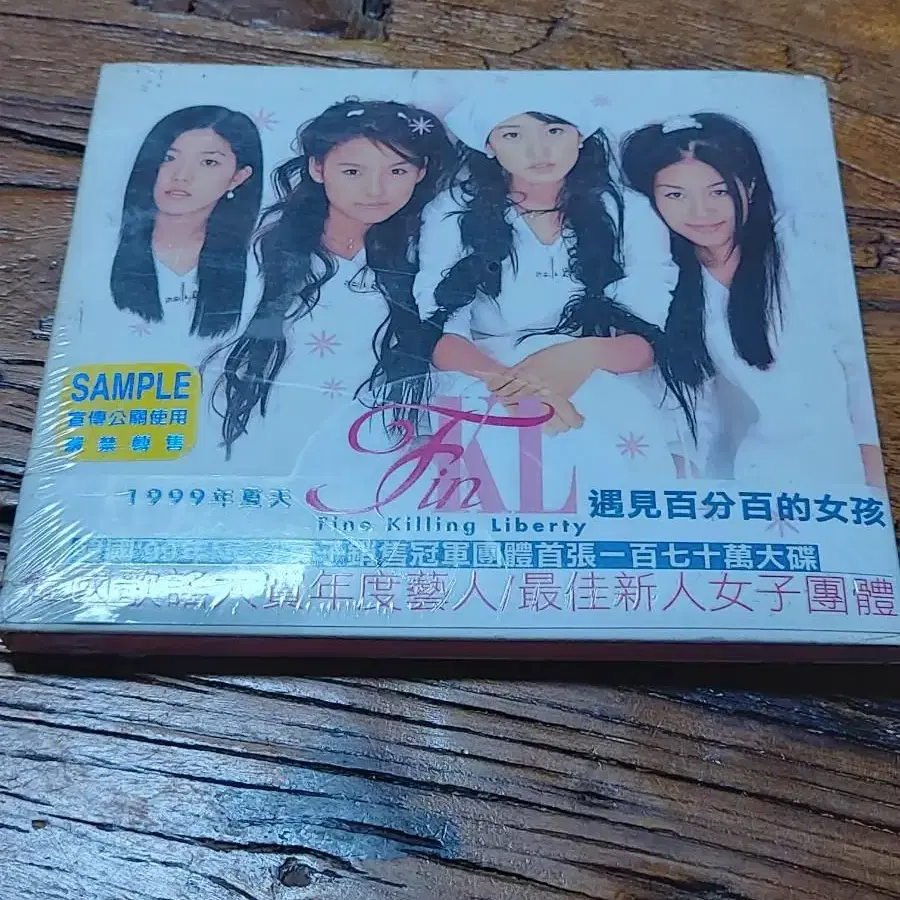 SAMPLE
宣傳公關使用
嚴禁轉售
1999年夏天
Fin
KL
Fine Killing Liberty
遇見百分百的女孩
售冠軍團體首張一百七十萬大碟
年度藝人/最佳新人女子團體